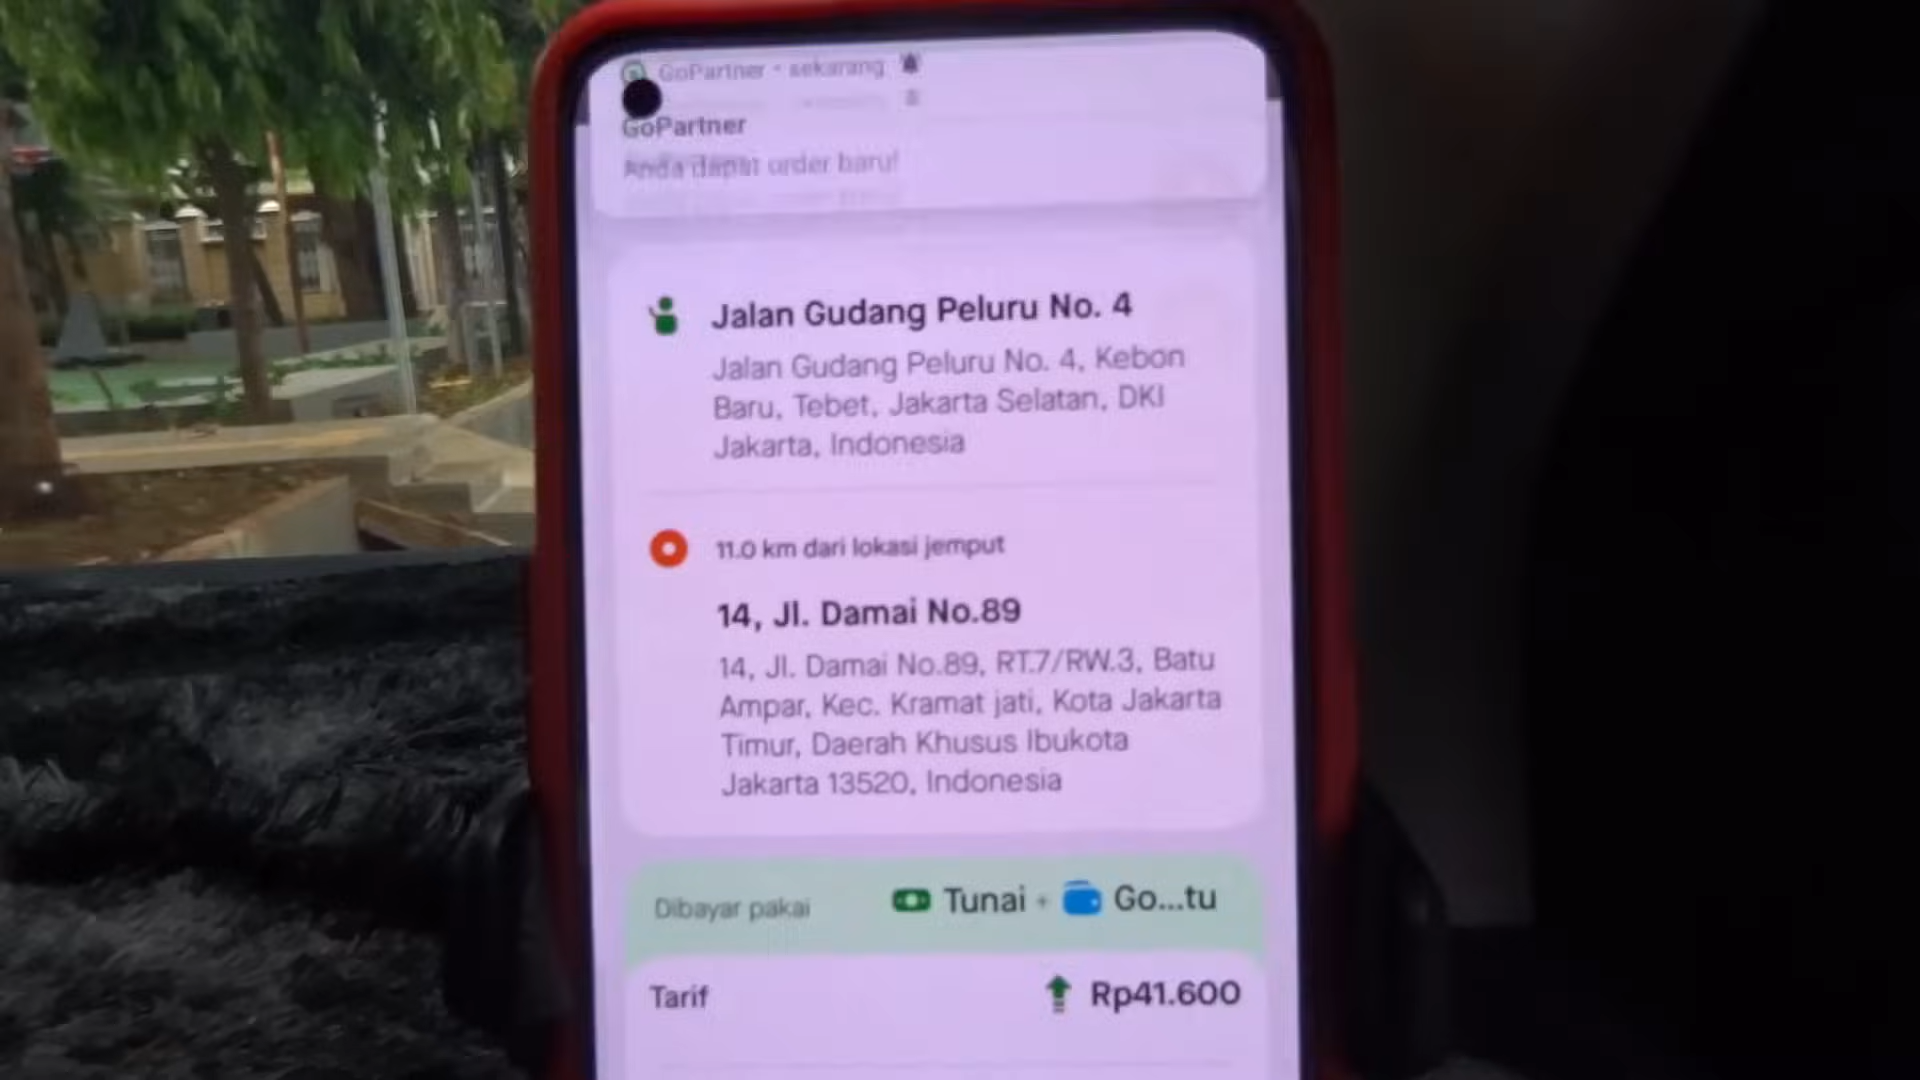 GoPartner • sekarang
GoPartner
Anda dapat order baru!
Jalan Gudang Peluru No. 4
Jalan Gudang Peluru No. 4, Kebon
Baru, Tebet, Jakarta Selatan, DKI
Jakarta, Indonesia
11.0 km dari lokasi jemput
14, Jl. Damai No.89
14, Jl. Damai No.89, RT.7/RW.3, Batu
Ampar, Kec. Kramat jati, Kota Jakarta
Timur, Daerah Khusus Ibukota
Jakarta 13520, Indonesia
Dibayar pakai Tunai + Go...tu
Tarif Rp41.600